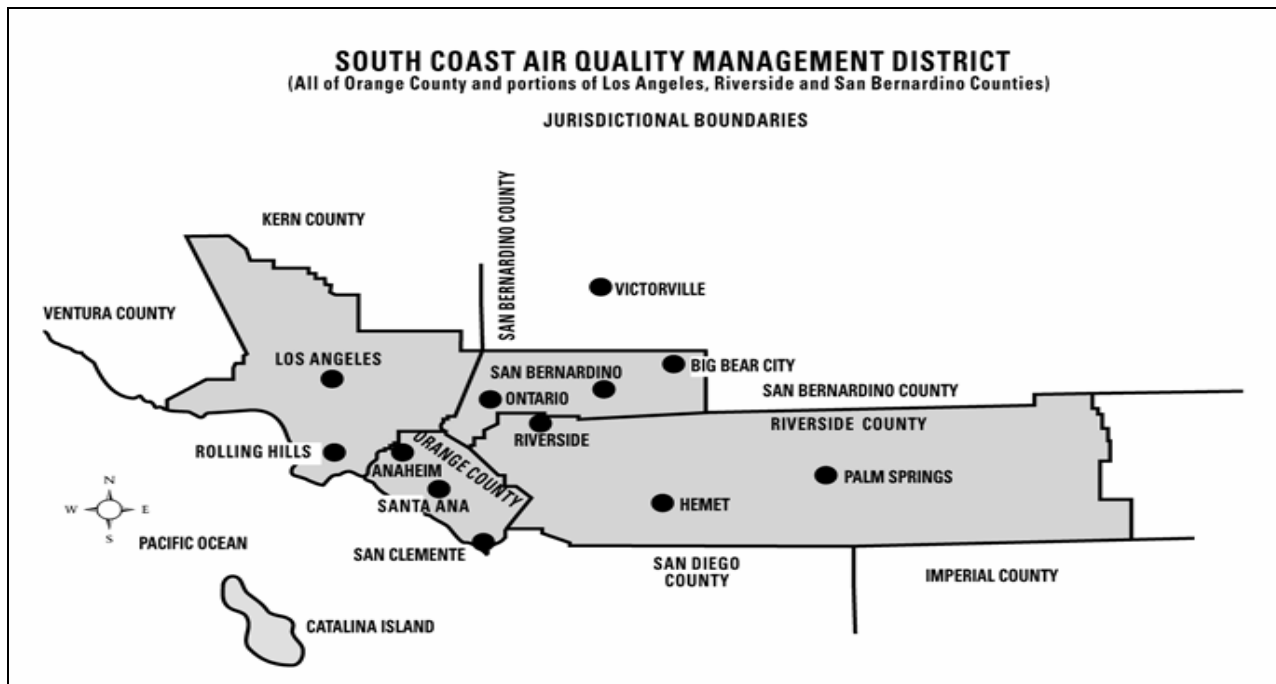 SOUTH COAST AIR QUALITY MANAGEMENT DISTRICT
(All of Orange County and portions of Los Angeles, Riverside and San Bernardino Counties)
JURISDICTIONAL BOUNDARIES
SAN BERNARDINO COUNTY
KERN COUNTY
VICTORVILLE
VENTURA COUNTY
LOS ANGELES
SAN BERNARDINO
BIG BEAR CITY
ONTARIO
SAN BERNARDINO COUNTY
RIVERSIDE COUNTY
RIVERSIDE
ROLLING HILLS
ORANGE COUNTY
ANAHEIM
PALM SPRINGS
SANTA ANA
HEMET
N
W E
S
PACIFIC OCEAN
SAN CLEMENTE
SAN DIEGO
COUNTY
IMPERIAL COUNTY
CATALINA ISLAND